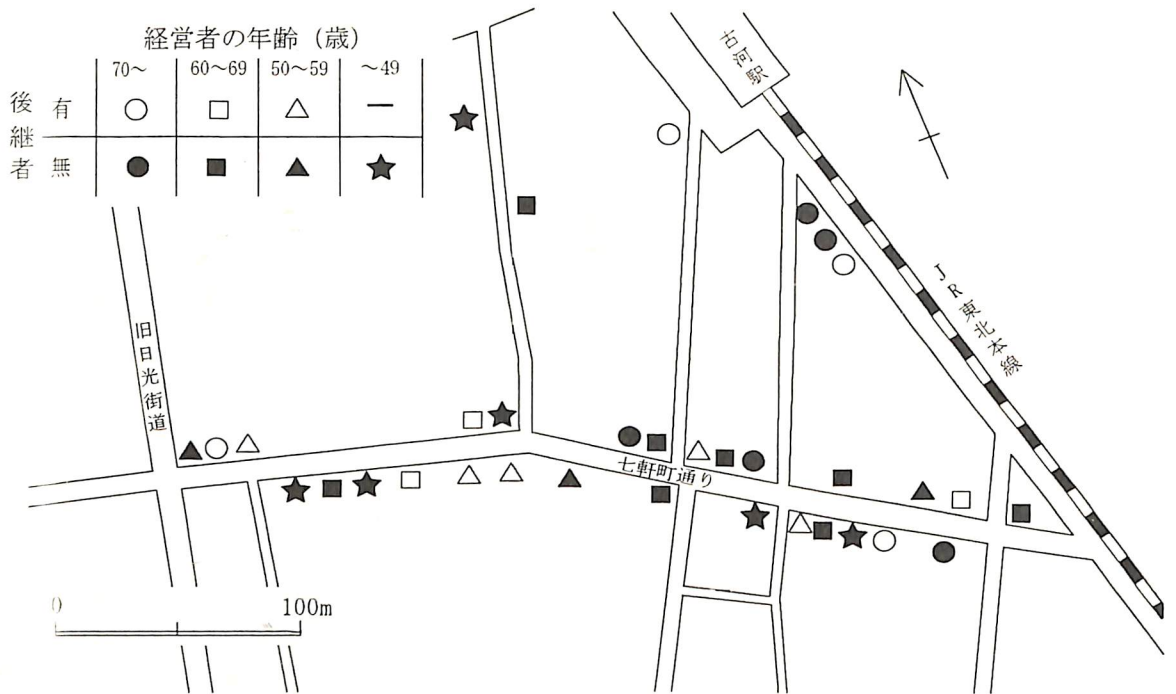 経営者の年齢（歳）
70～ 60～69 50～59 ～49
後継者
有
無
古河駅
JR東北本線
旧日光街道
七軒町通り
0 100m